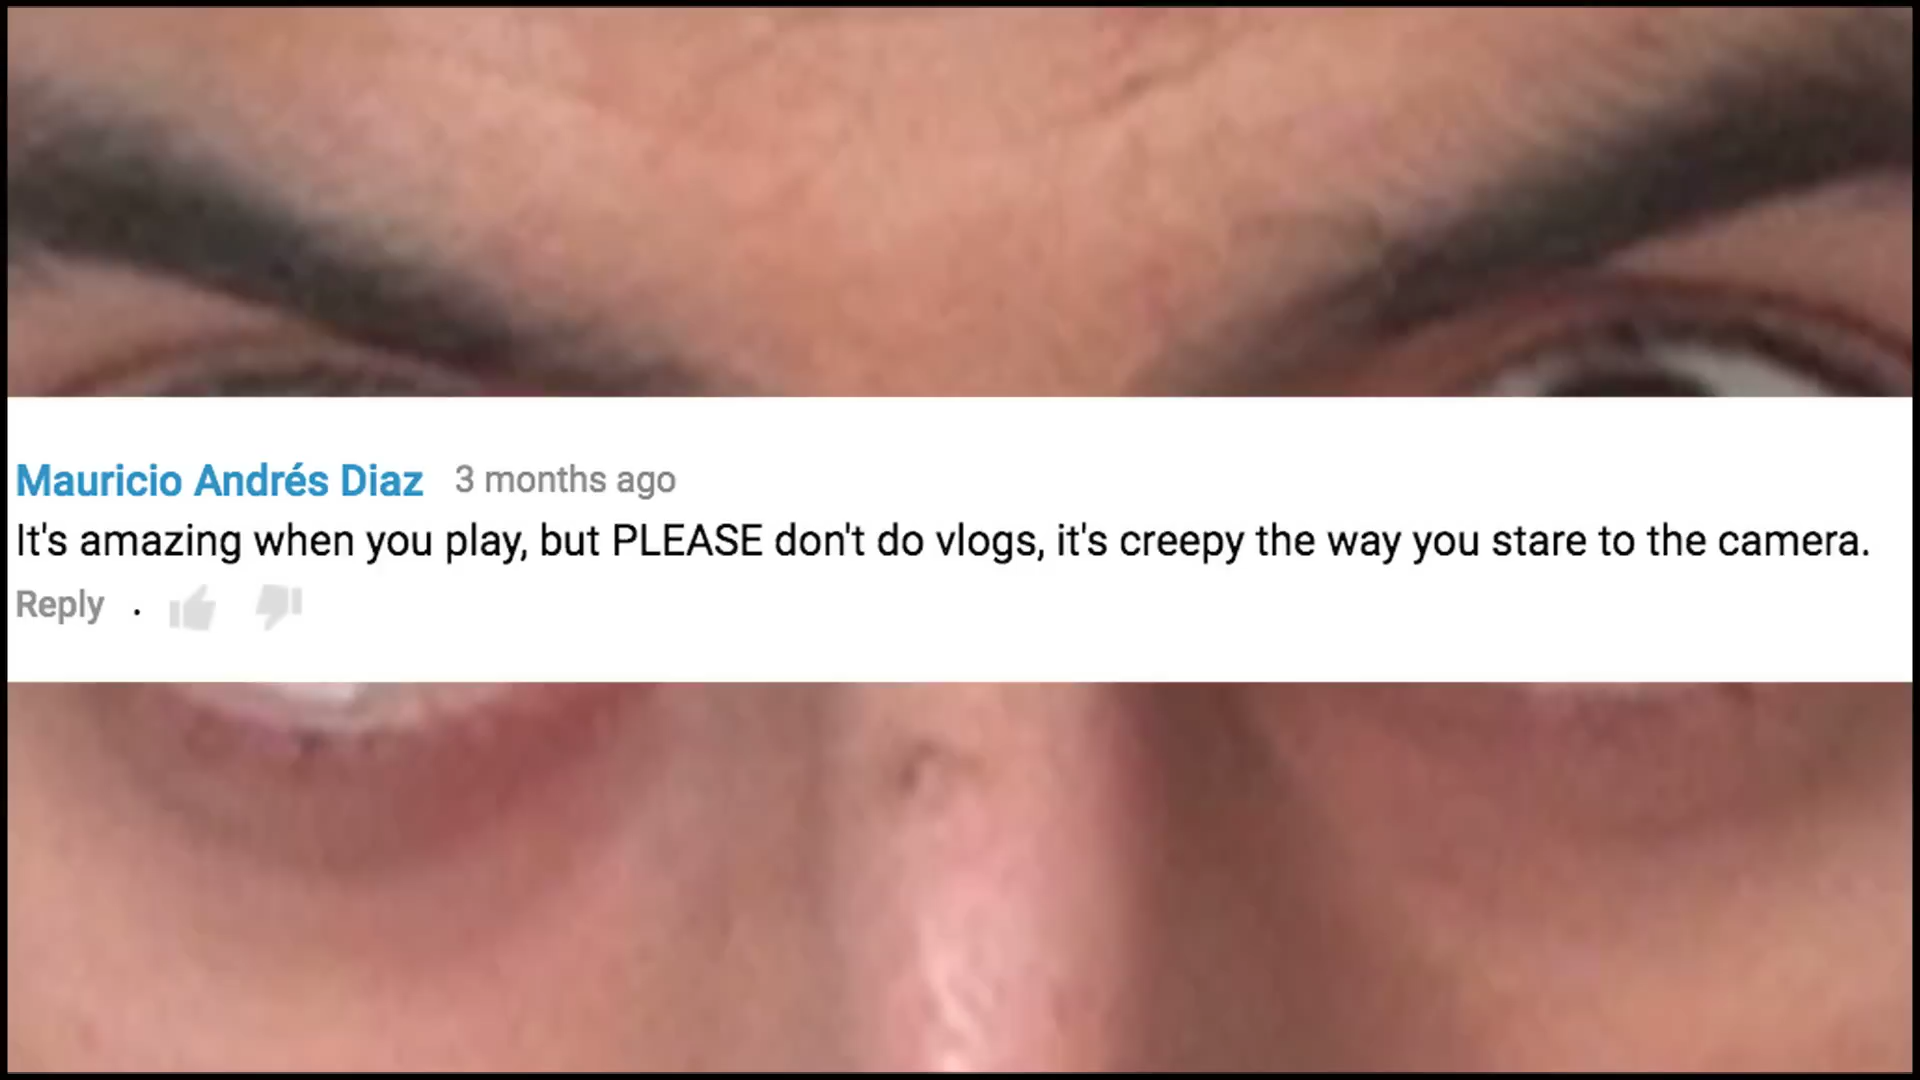 Mauricio Andrés Diaz 3 months ago
It's amazing when you play, but PLEASE don't do vlogs, it's creepy the way you stare to the camera.
Reply .